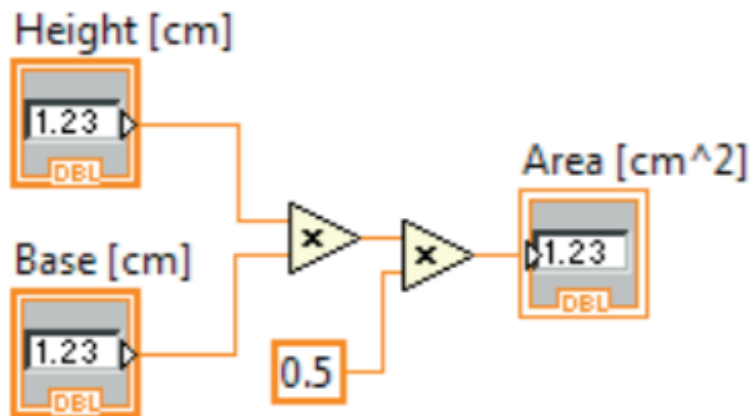 Height [cm]
1.23
DBL
Area [cm^2]
×
×
1.23
DBL
Base [cm]
1.23
DBL
0.5